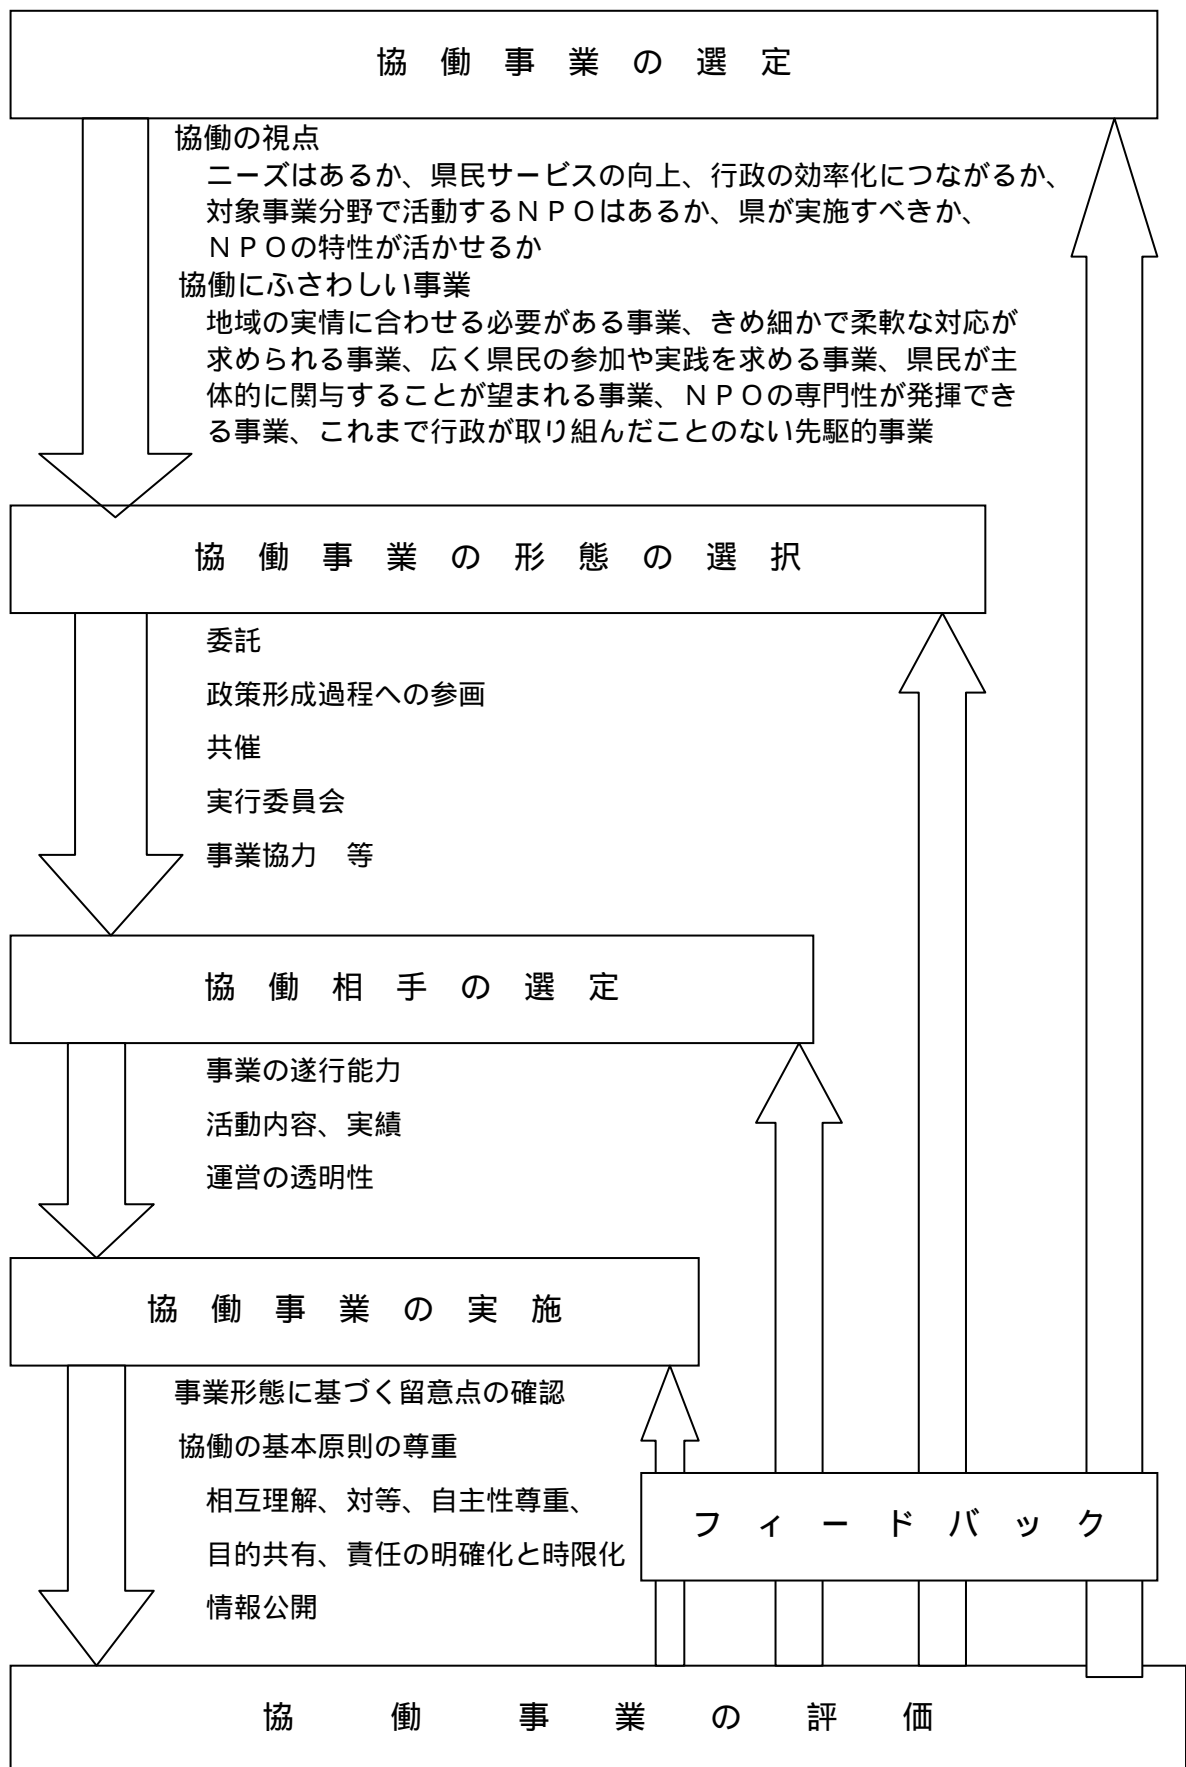 協　働　事　業　の　選　定
協働の視点
ニーズはあるか、県民サービスの向上、行政の効率化につながるか、
対象事業分野で活動するＮＰＯはあるか、県が実施すべきか、
ＮＰＯの特性が活かせるか
協働にふさわしい事業
地域の実情に合わせる必要がある事業、きめ細かで柔軟な対応が
求められる事業、広く県民の参加や実践を求める事業、県民が主
体的に関与することが望まれる事業、ＮＰＯの専門性が発揮でき
る事業、これまで行政が取り組んだことのない先駆的事業
協　働　事　業　の　形　態　の　選　択
委託
政策形成過程への参画
共催
実行委員会
事業協力　等
協　働　相　手　の　選　定
事業の遂行能力
活動内容、実績
運営の透明性
協　働　事　業　の　実　施
事業形態に基づく留意点の確認
協働の基本原則の尊重
相互理解、対等、自主性尊重、
目的共有、責任の明確化と時限化
情報公開
フ　ィ　ー　ド　バ　ッ　ク
協　働　事　業　の　評　価